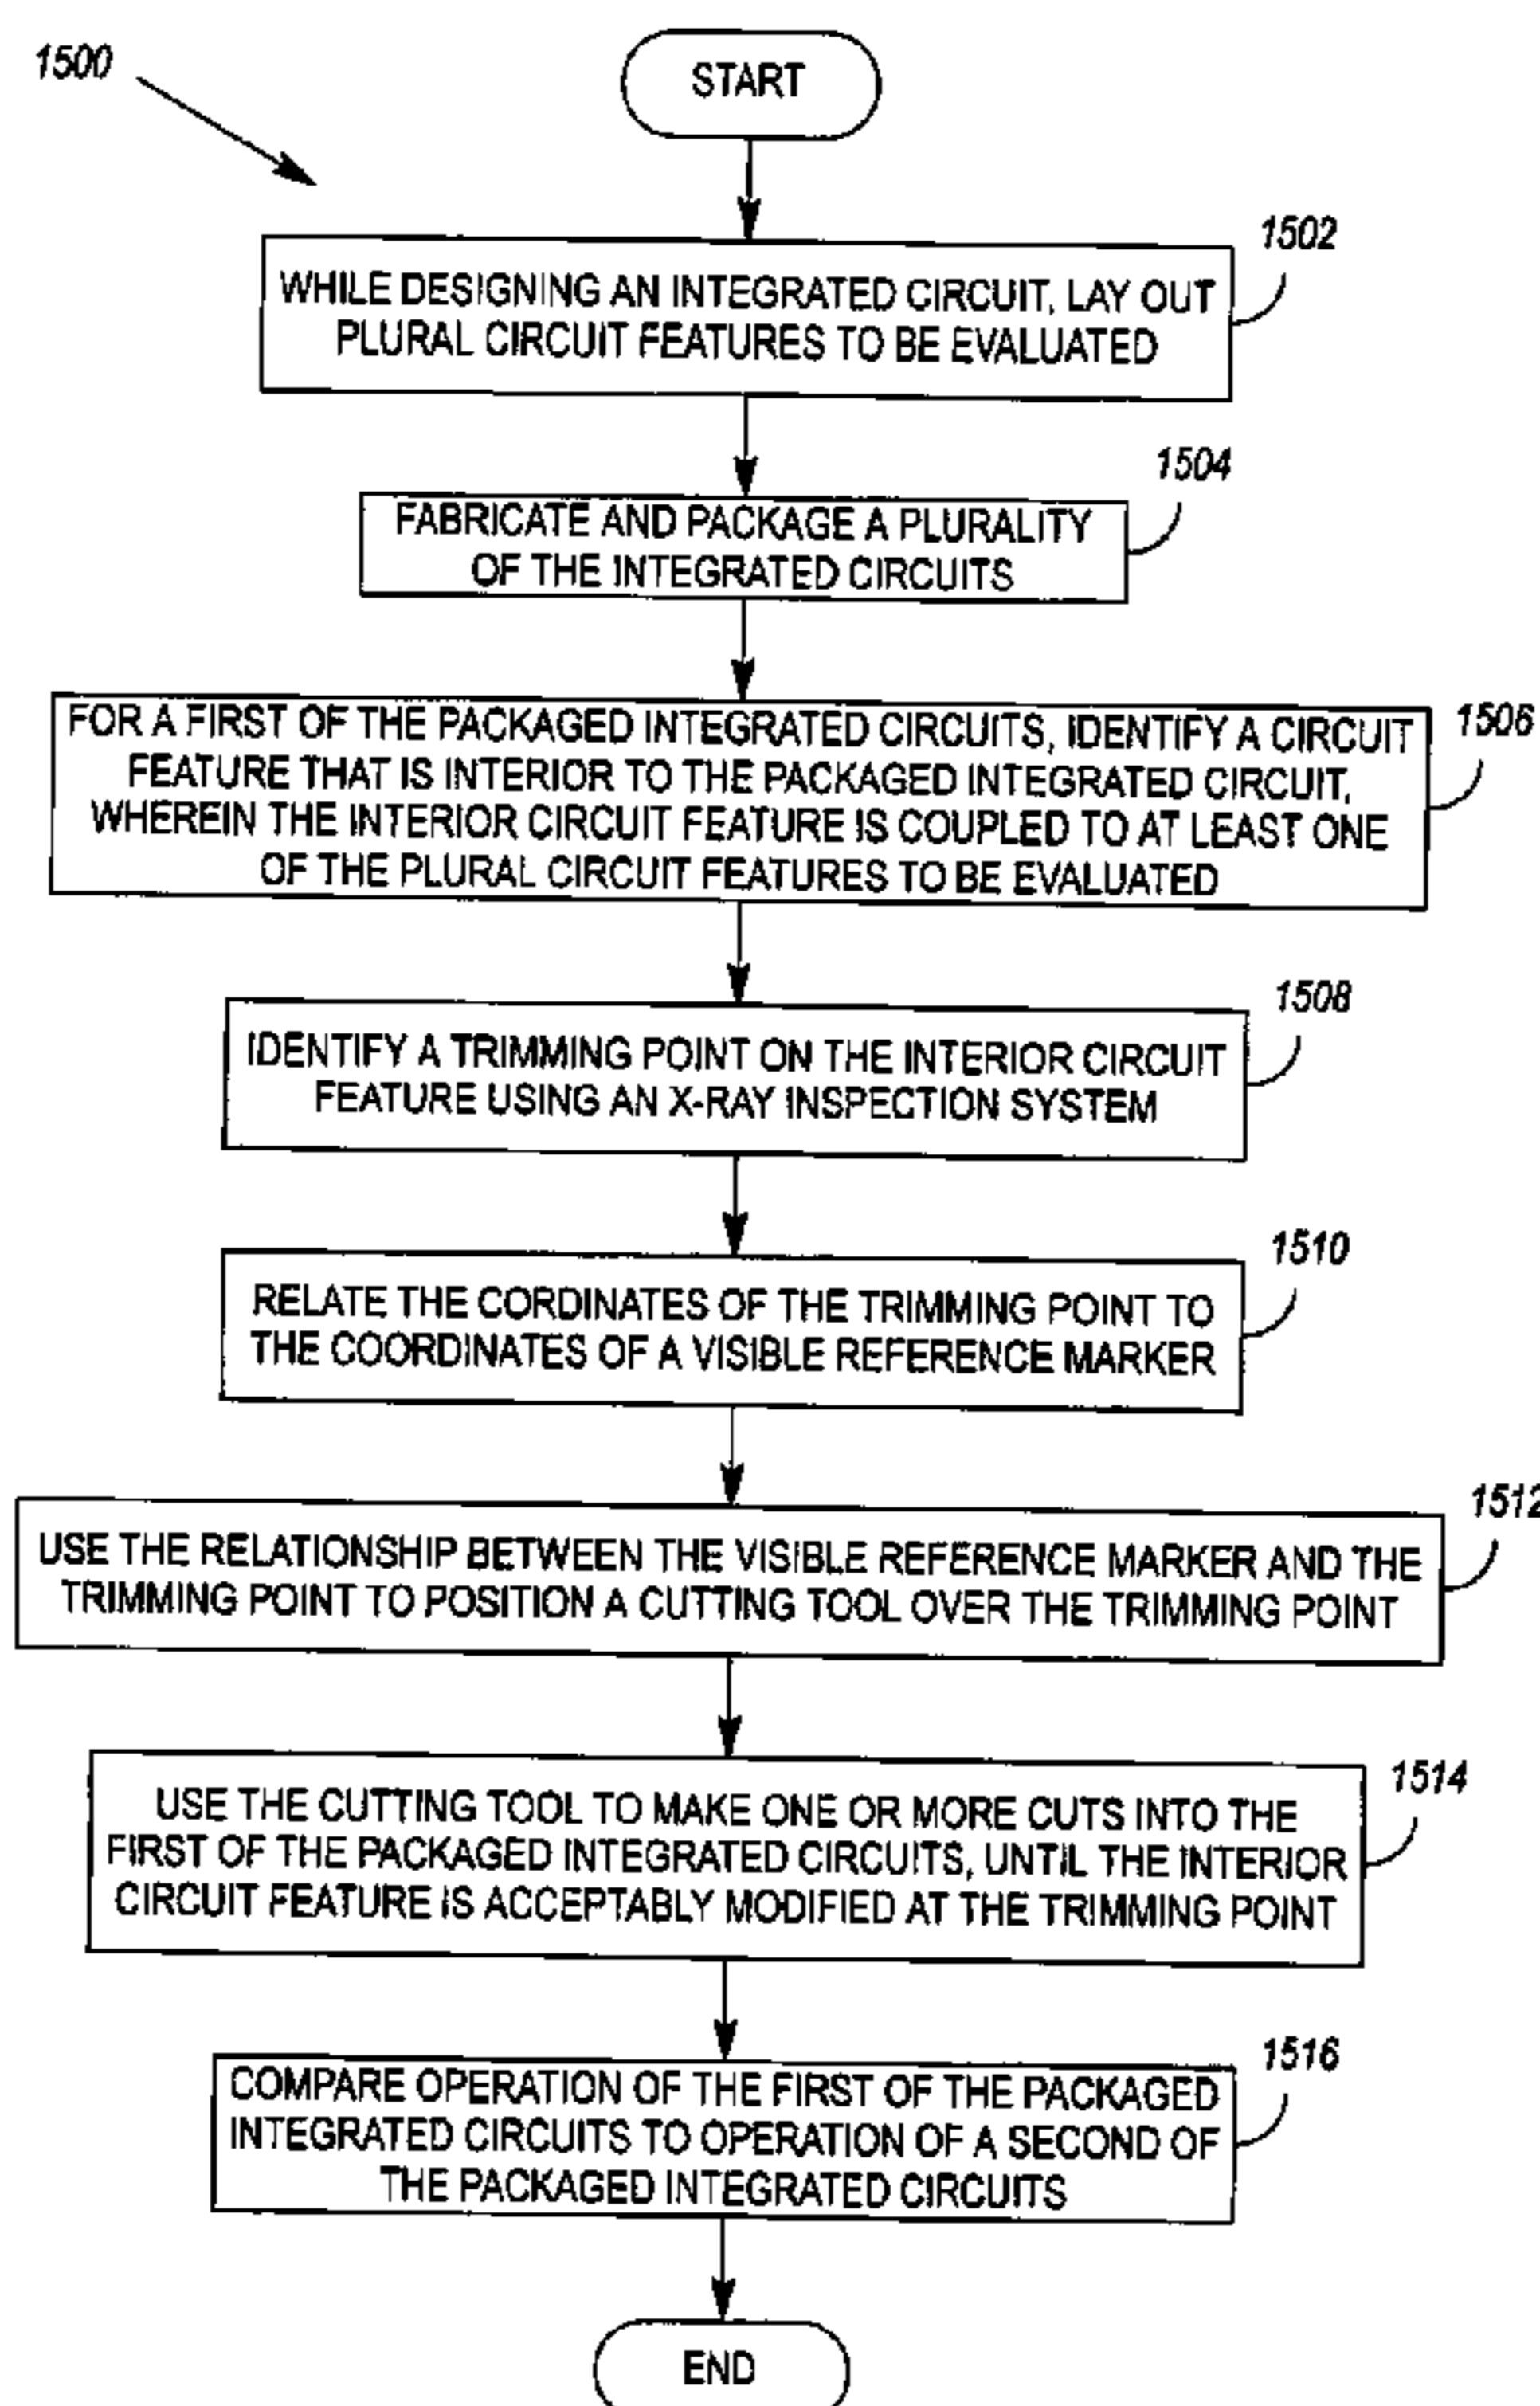 1500
START
1502
WHILE DESIGNING AN INTEGRATED CIRCUIT, LAY OUT
PLURAL CIRCUIT FEATURES TO BE EVALUATED
1504
FABRICATE AND PACKAGE A PLURALITY
OF THE INTEGRATED CIRCUITS
1506
FOR A FIRST OF THE PACKAGED INTEGRATED CIRCUITS, IDENTIFY A CIRCUIT
FEATURE THAT IS INTERIOR TO THE PACKAGED INTEGRATED CIRCUIT,
WHEREIN THE INTERIOR CIRCUIT FEATURE IS COUPLED TO AT LEAST ONE
OF THE PLURAL CIRCUIT FEATURES TO BE EVALUATED
1508
IDENTIFY A TRIMMING POINT ON THE INTERIOR CIRCUIT
FEATURE USING AN X-RAY INSPECTION SYSTEM
1510
RELATE THE CORDINATES OF THE TRIMMING POINT TO
THE COORDINATES OF A VISIBLE REFERENCE MARKER
1512
USE THE RELATIONSHIP BETWEEN THE VISIBLE REFERENCE MARKER AND THE
TRIMMING POINT TO POSITION A CUTTING TOOL OVER THE TRIMMING POINT
1514
USE THE CUTTING TOOL TO MAKE ONE OR MORE CUTS INTO THE
FIRST OF THE PACKAGED INTEGRATED CIRCUITS, UNTIL THE INTERIOR
CIRCUIT FEATURE IS ACCEPTABLY MODIFIED AT THE TRIMMING POINT
1516
COMPARE OPERATION OF THE FIRST OF THE PACKAGED
INTEGRATED CIRCUITS TO OPERATION OF A SECOND OF
THE PACKAGED INTEGRATED CIRCUITS
END